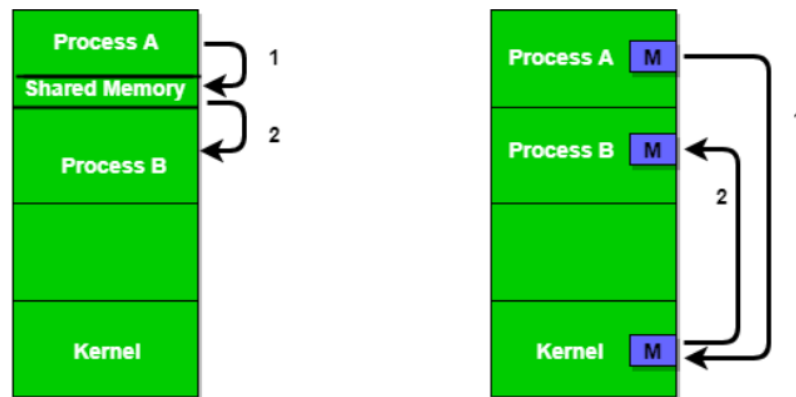 Process A
1
Shared Memory
2
Process B
Kernel
Process A M
Process B M
2
Kernel M